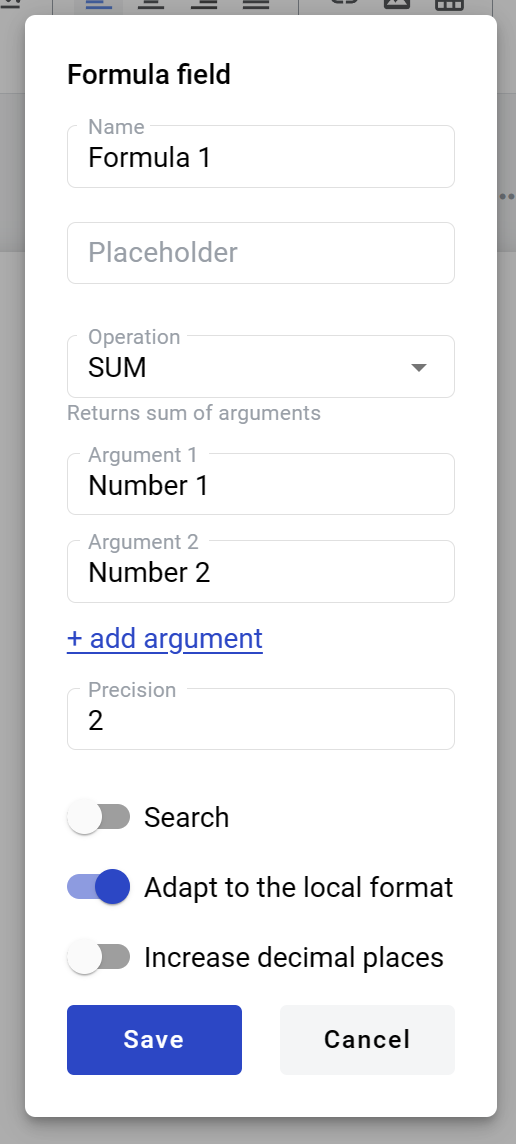 Formula field
Name
Formula 1
Placeholder
Operation
SUM
Returns sum of arguments
Argument 1
Number 1
Argument 2
Number 2
+ add argument
Precision
2
Search
Adapt to the local format
Increase decimal places
Save
Cancel